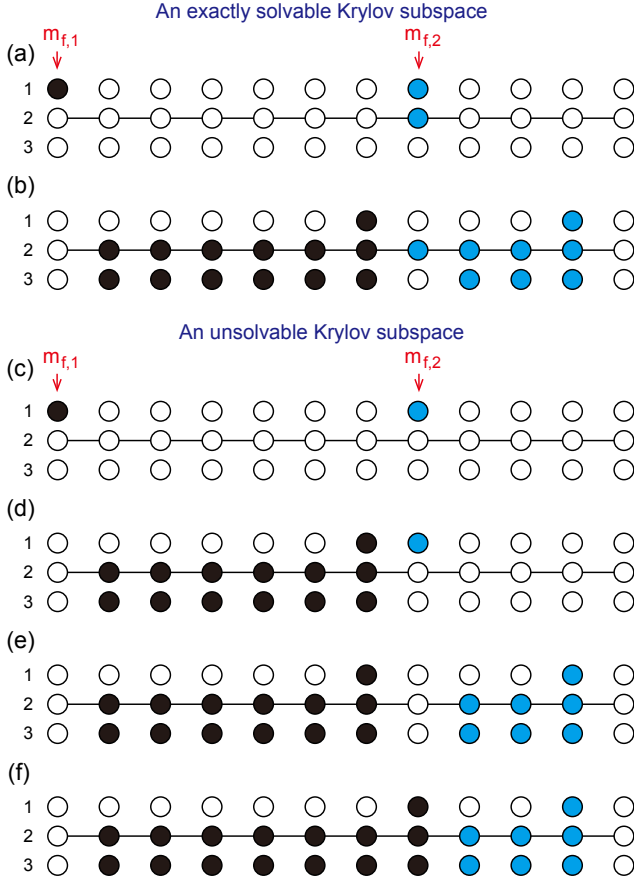 An exactly solvable Krylov subspace
m_{f,1} m_{f,2}
(a)
1
2
3
(b)
1
2
3
An unsolvable Krylov subspace
m_{f,1} m_{f,2}
(c)
1
2
3
(d)
1
2
3
(e)
1
2
3
(f)
1
2
3